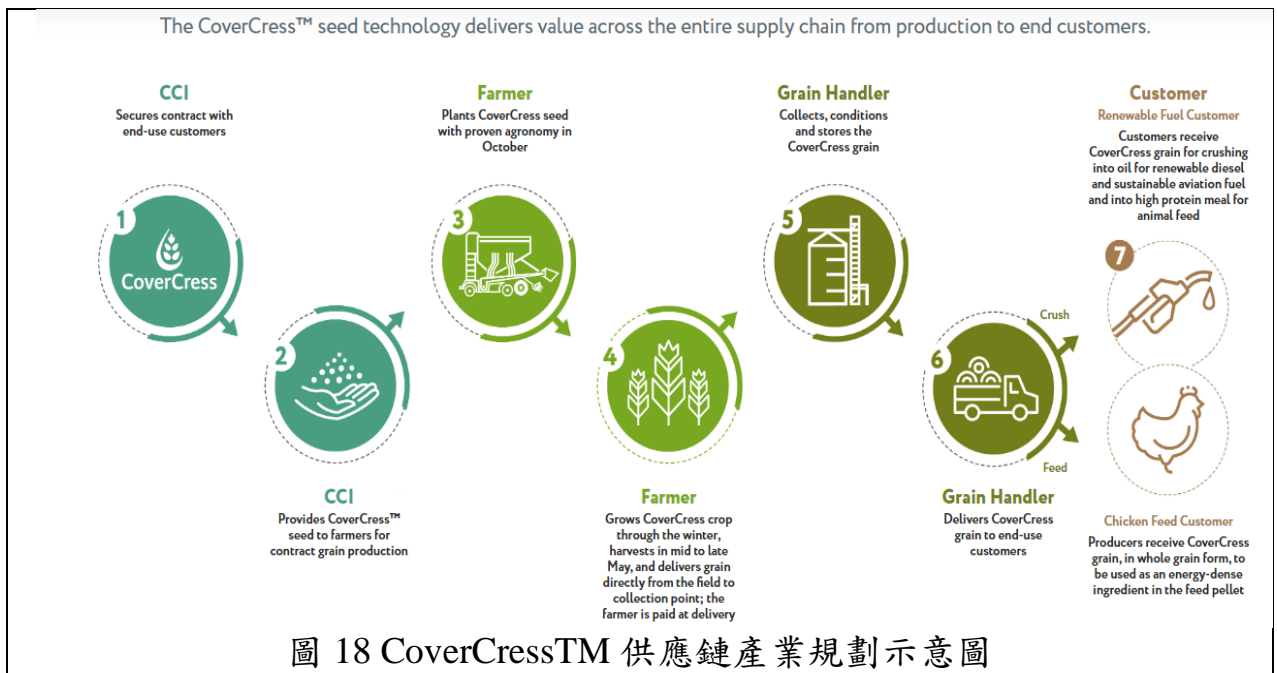 The CoverCress™ seed technology delivers value across the entire supply chain from production to end customers.
CCI
Secures contract with
end-use customers
1
CoverCress
2
CCI
Provides CoverCress™
seed to farmers for
contract grain production
Farmer
Plants CoverCress seed
with proven agronomy in
October
3
4
Farmer
Grows CoverCress crop
through the winter,
harvests in mid to late
May, and delivers grain
directly from the field to
collection point; the
farmer is paid at delivery
Grain Handler
Collects, conditions
and stores the
CoverCress grain
5
6
Crush
Feed
Grain Handler
Delivers CoverCress
grain to end-use
customers
Customer
Renewable Fuel Customer
Customers receive
CoverCress grain for crushing
into oil for renewable diesel
and sustainable aviation fuel
and into high protein meal for
animal feed
7
Chicken Feed Customer
Producers receive CoverCress
grain, in whole grain form, to
be used as an energy-dense
ingredient in the feed pellet
圖 18 CoverCressTM 供應鏈產業規劃示意圖